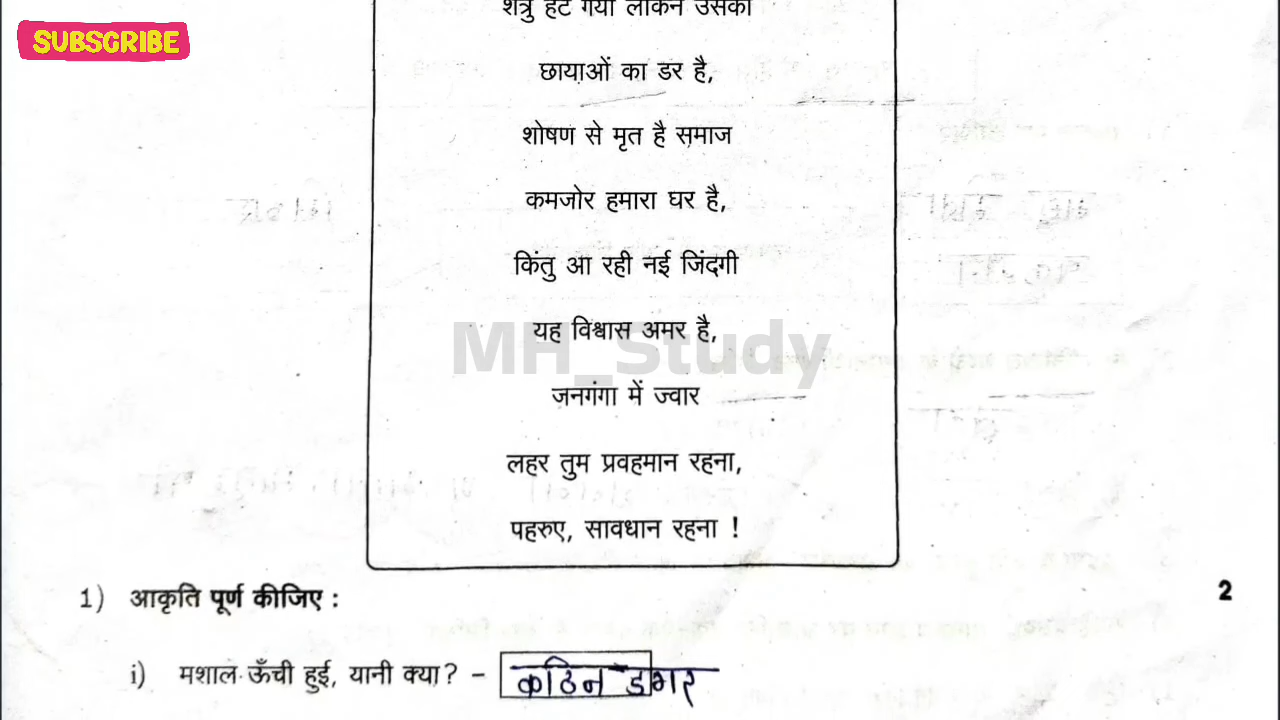 SUBSCRIBE
शत्रु हट गया लेकिन उसकी
छायाओं का डर है,
शोषण से मृत है समाज
कमजोर हमारा घर है,
किंतु आ रही नई जिंदगी
यह विश्वास अमर है,
MH_Study
जनगंगा में ज्वार
लहर तुम प्रवहमान रहना,
पहरुए, सावधान रहना !
1) आकृति पूर्ण कीजिए : 2
i) मशाल ऊँची हुई, यानी क्या? – कठिन डगर